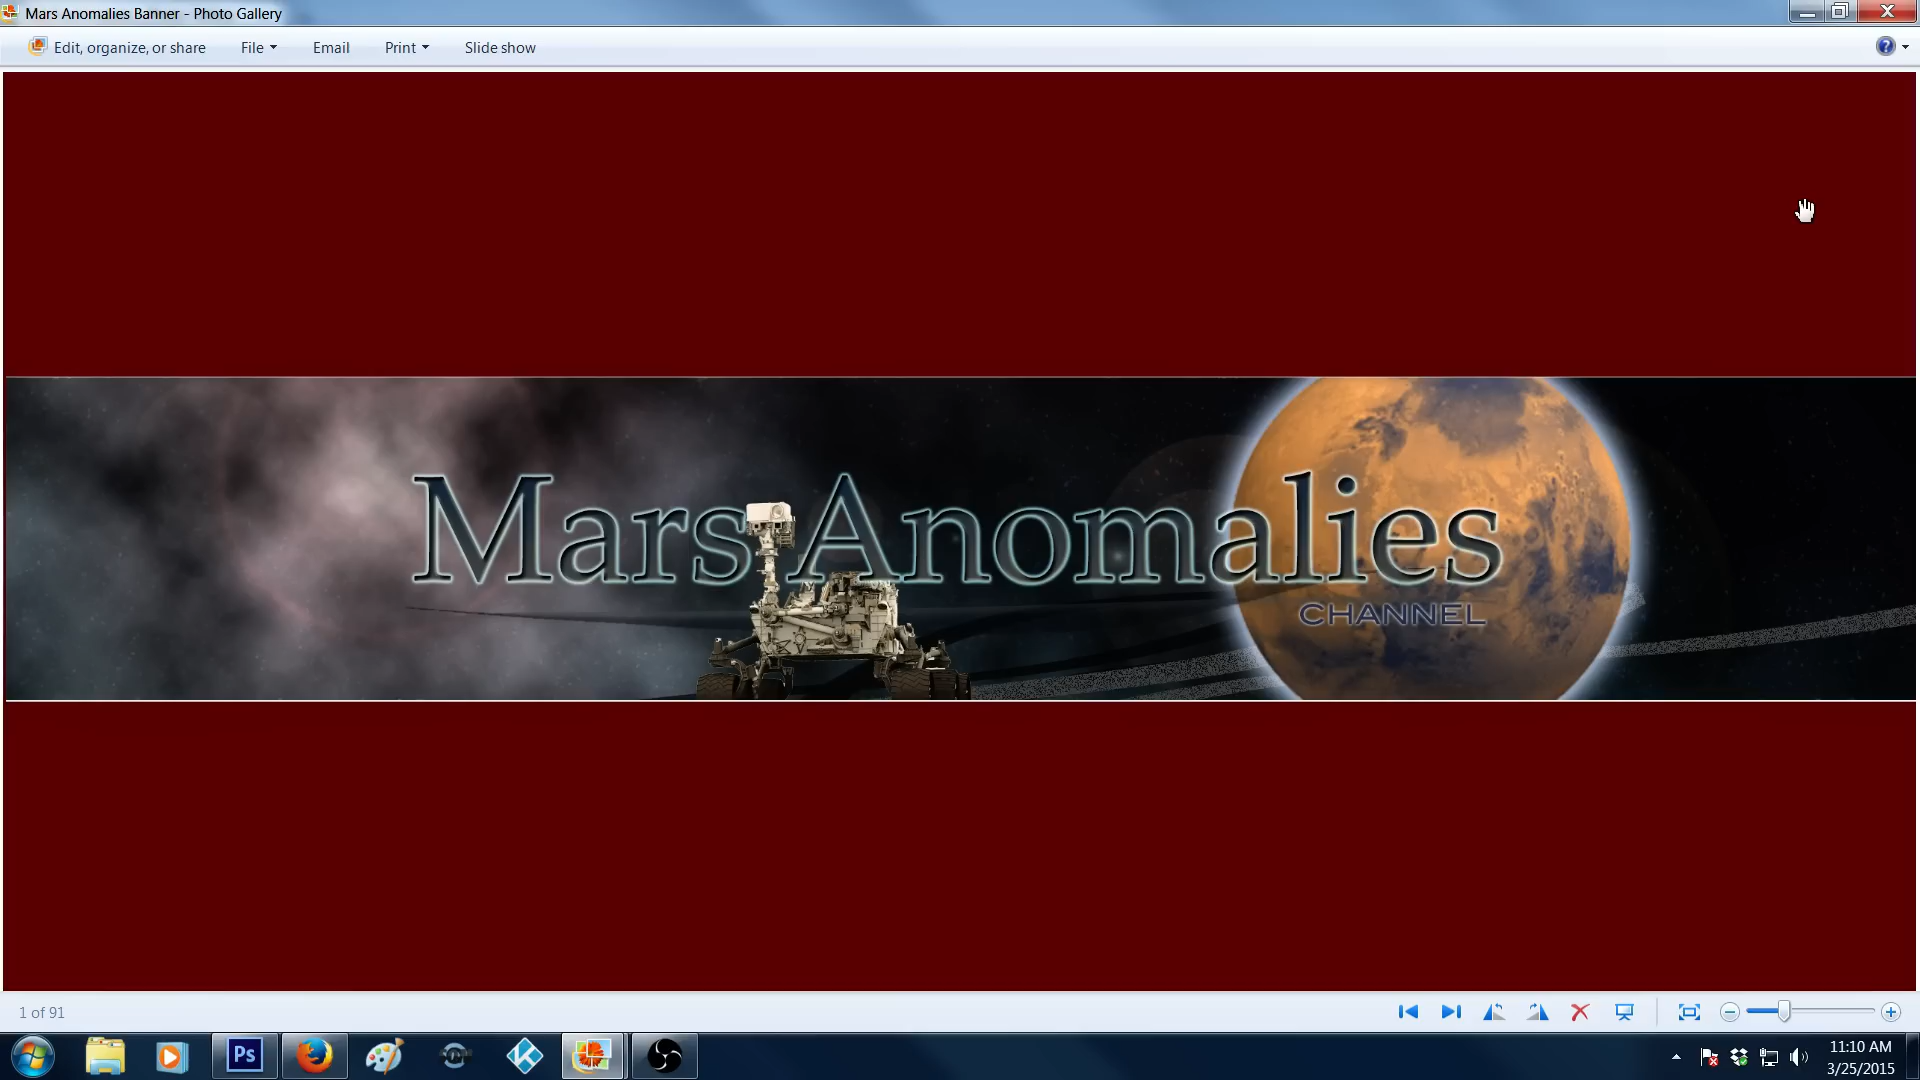 Mars Anomalies Banner - Photo Gallery
Edit, organize, or share File Email Print Slide show
Mars Anomalies
CHANNEL
1 of 91
Ps
11:10 AM
3/25/2015